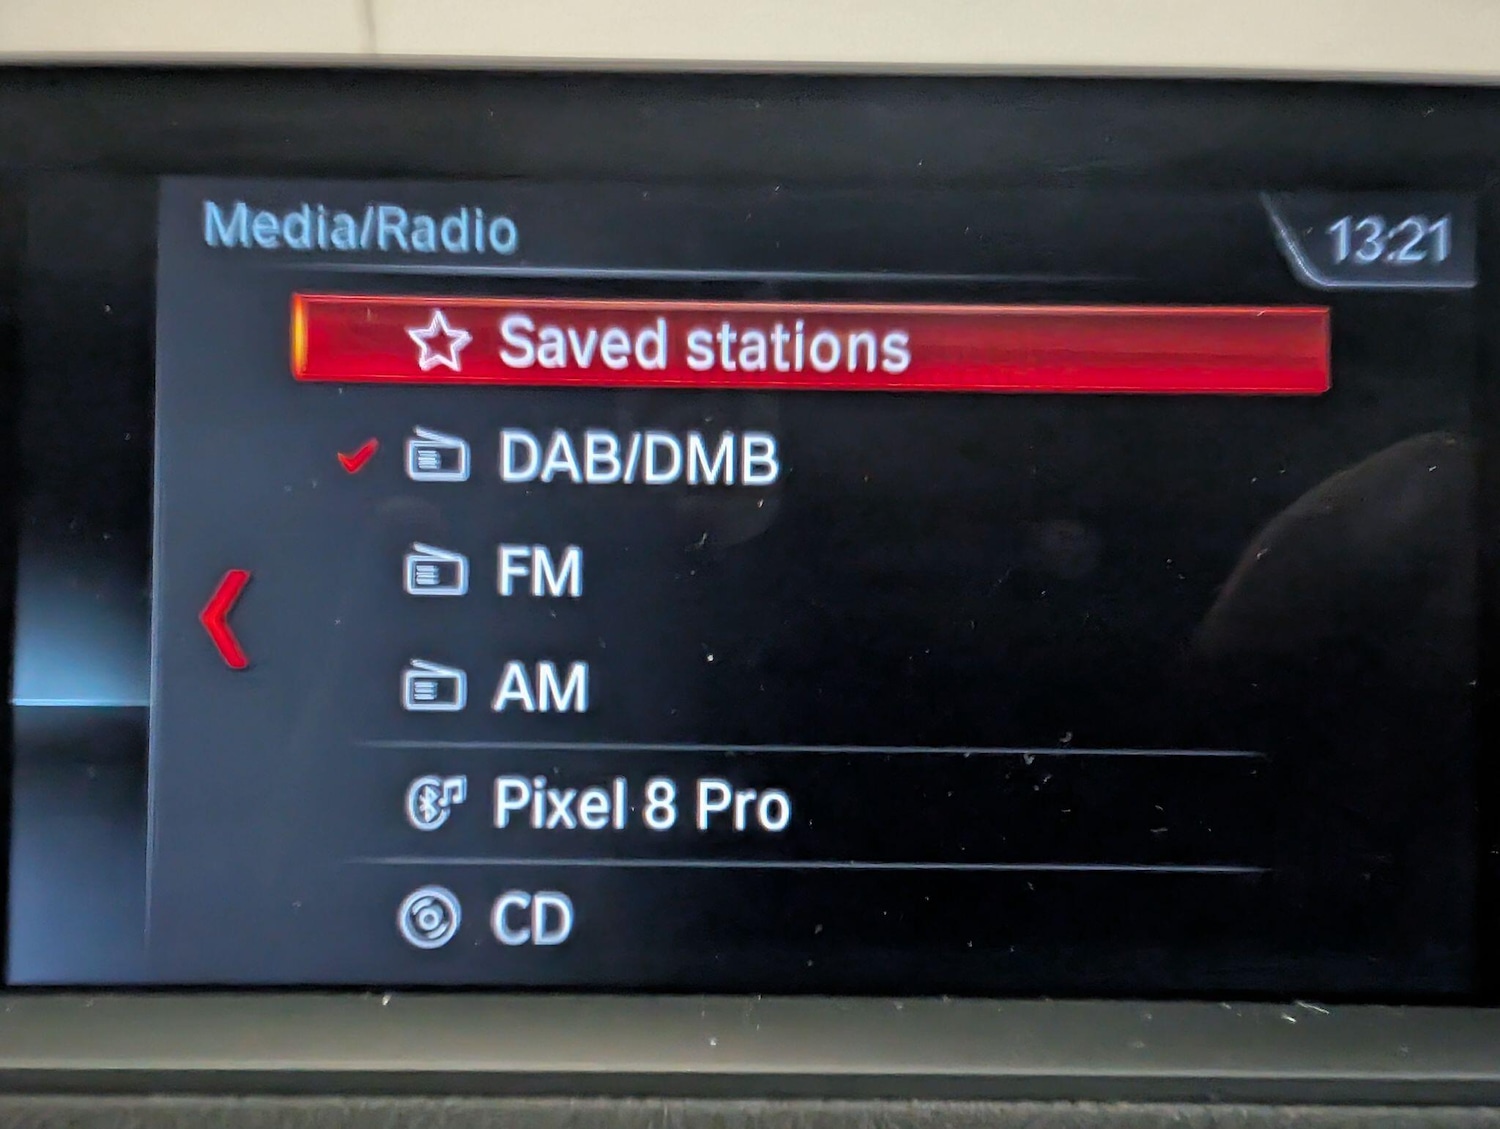 Media/Radio
13:21
Saved stations
DAB/DMB
FM
AM
Pixel 8 Pro
CD